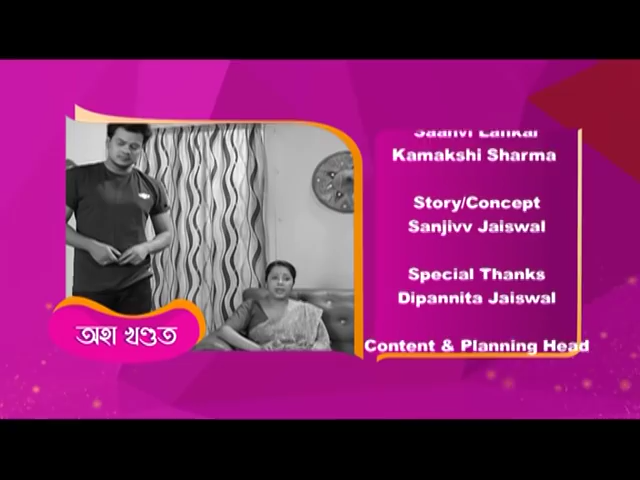 Kamakshi Sharma
Story/Concept
Sanjivv Jaiswal
Special Thanks
Dipannita Jaiswal
Content & Planning Head
অহা খণ্ডত